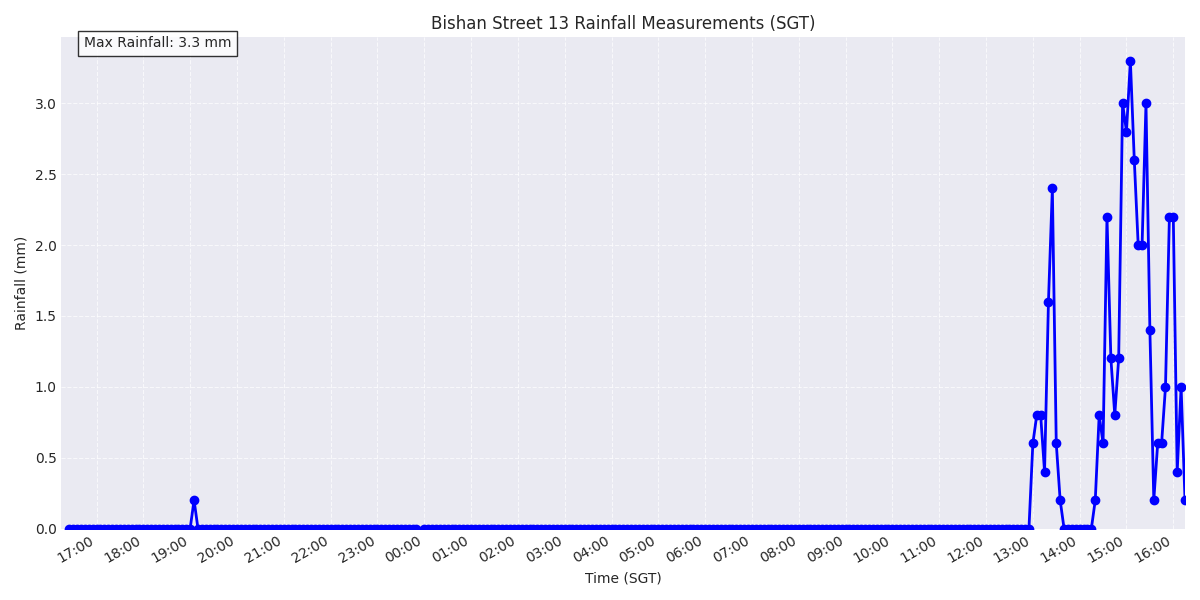 Bishan Street 13 Rainfall Measurements (SGT)
Max Rainfall: 3.3 mm
Rainfall (mm)
3.0
2.5
2.0
1.5
1.0
0.5
0.0
17:00 18:00 19:00 20:00 21:00 22:00 23:00 00:00 01:00 02:00 03:00 04:00 05:00 06:00 07:00 08:00 09:00 10:00 11:00 12:00 13:00 14:00 15:00 16:00
Time (SGT)